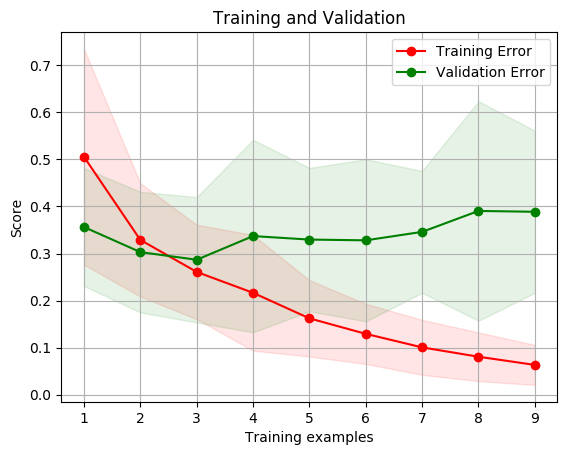 Training and Validation
Training Error
Validation Error
Score
0.7
0.6
0.5
0.4
0.3
0.2
0.1
0.0
1 2 3 4 5 6 7 8 9
Training examples